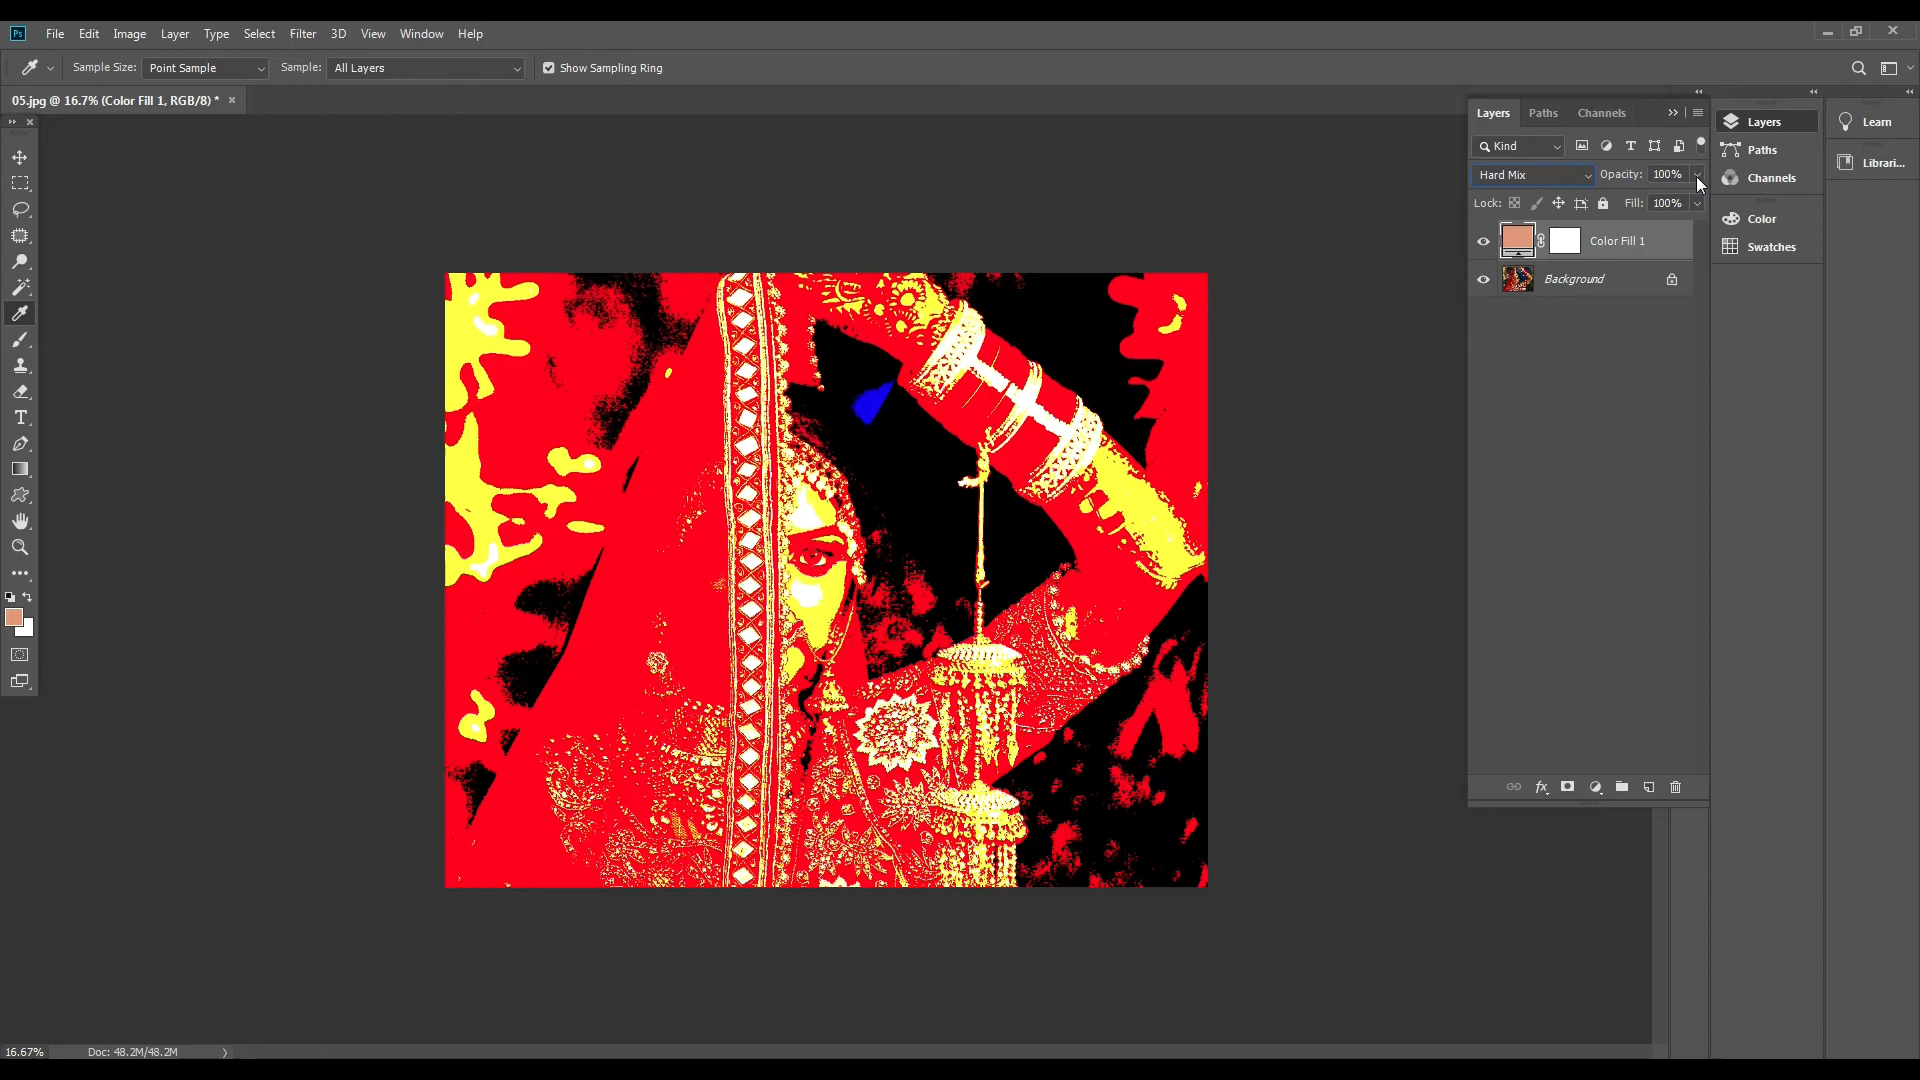 Ps File Edit Image Layer Type Select Filter 3D View Window Help
Sample Size: Point Sample Sample: All Layers Show Sampling Ring
05.jpg @ 16.7% (Color Fill 1, RGB/8) *
Layers Paths Channels
Kind
Hard Mix Opacity: 100%
Lock: Fill: 100%
Color Fill 1
Background
fx
Layers
Paths
Channels
Color
Swatches
Learn
Librari...
16.67% Doc: 48.2M/48.2M